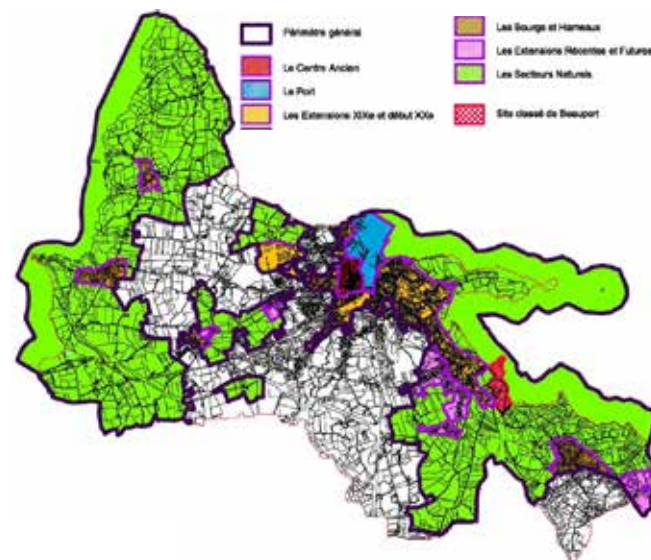 Périmètre général
Le Centre Ancien
Le Port
Les Extensions XIXe et début XXe
Les Bourgs et Hameaux
Les Extensions Récentes et Futures
Les Secteurs Naturels
Site classé de Beauport